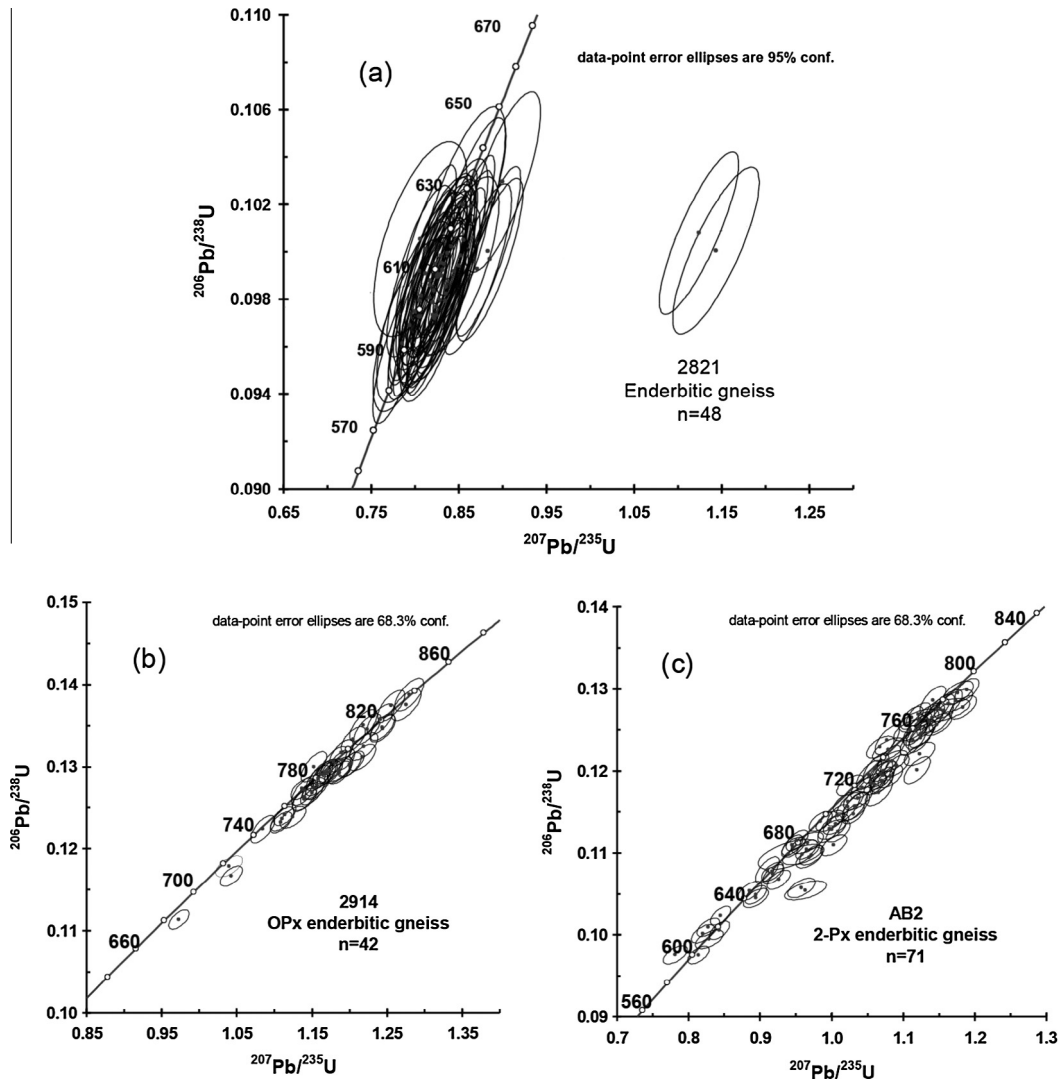 0.110
0.106
0.102
0.098
0.094
0.090
206Pb/238U
(a)
data-point error ellipses are 95% conf.
670
650
630
610
590
570
2821
Enderbitic gneiss
n=48
0.65 0.75 0.85 0.95 1.05 1.15 1.25
207Pb/235U
0.15
0.14
0.13
0.12
0.11
0.10
206Pb/238U
data-point error ellipses are 68.3% conf.
(b)
860
820
780
740
700
660
2914
OPx enderbitic gneiss
n=42
0.85 0.95 1.05 1.15 1.25 1.35
207Pb/235U
0.14
0.13
0.12
0.11
0.10
0.09
206Pb/238U
data-point error ellipses are 68.3% conf.
(c)
840
800
760
720
680
640
600
560
AB2
2-Px enderbitic gneiss
n=71
0.7 0.8 0.9 1.0 1.1 1.2 1.3
207Pb/235U